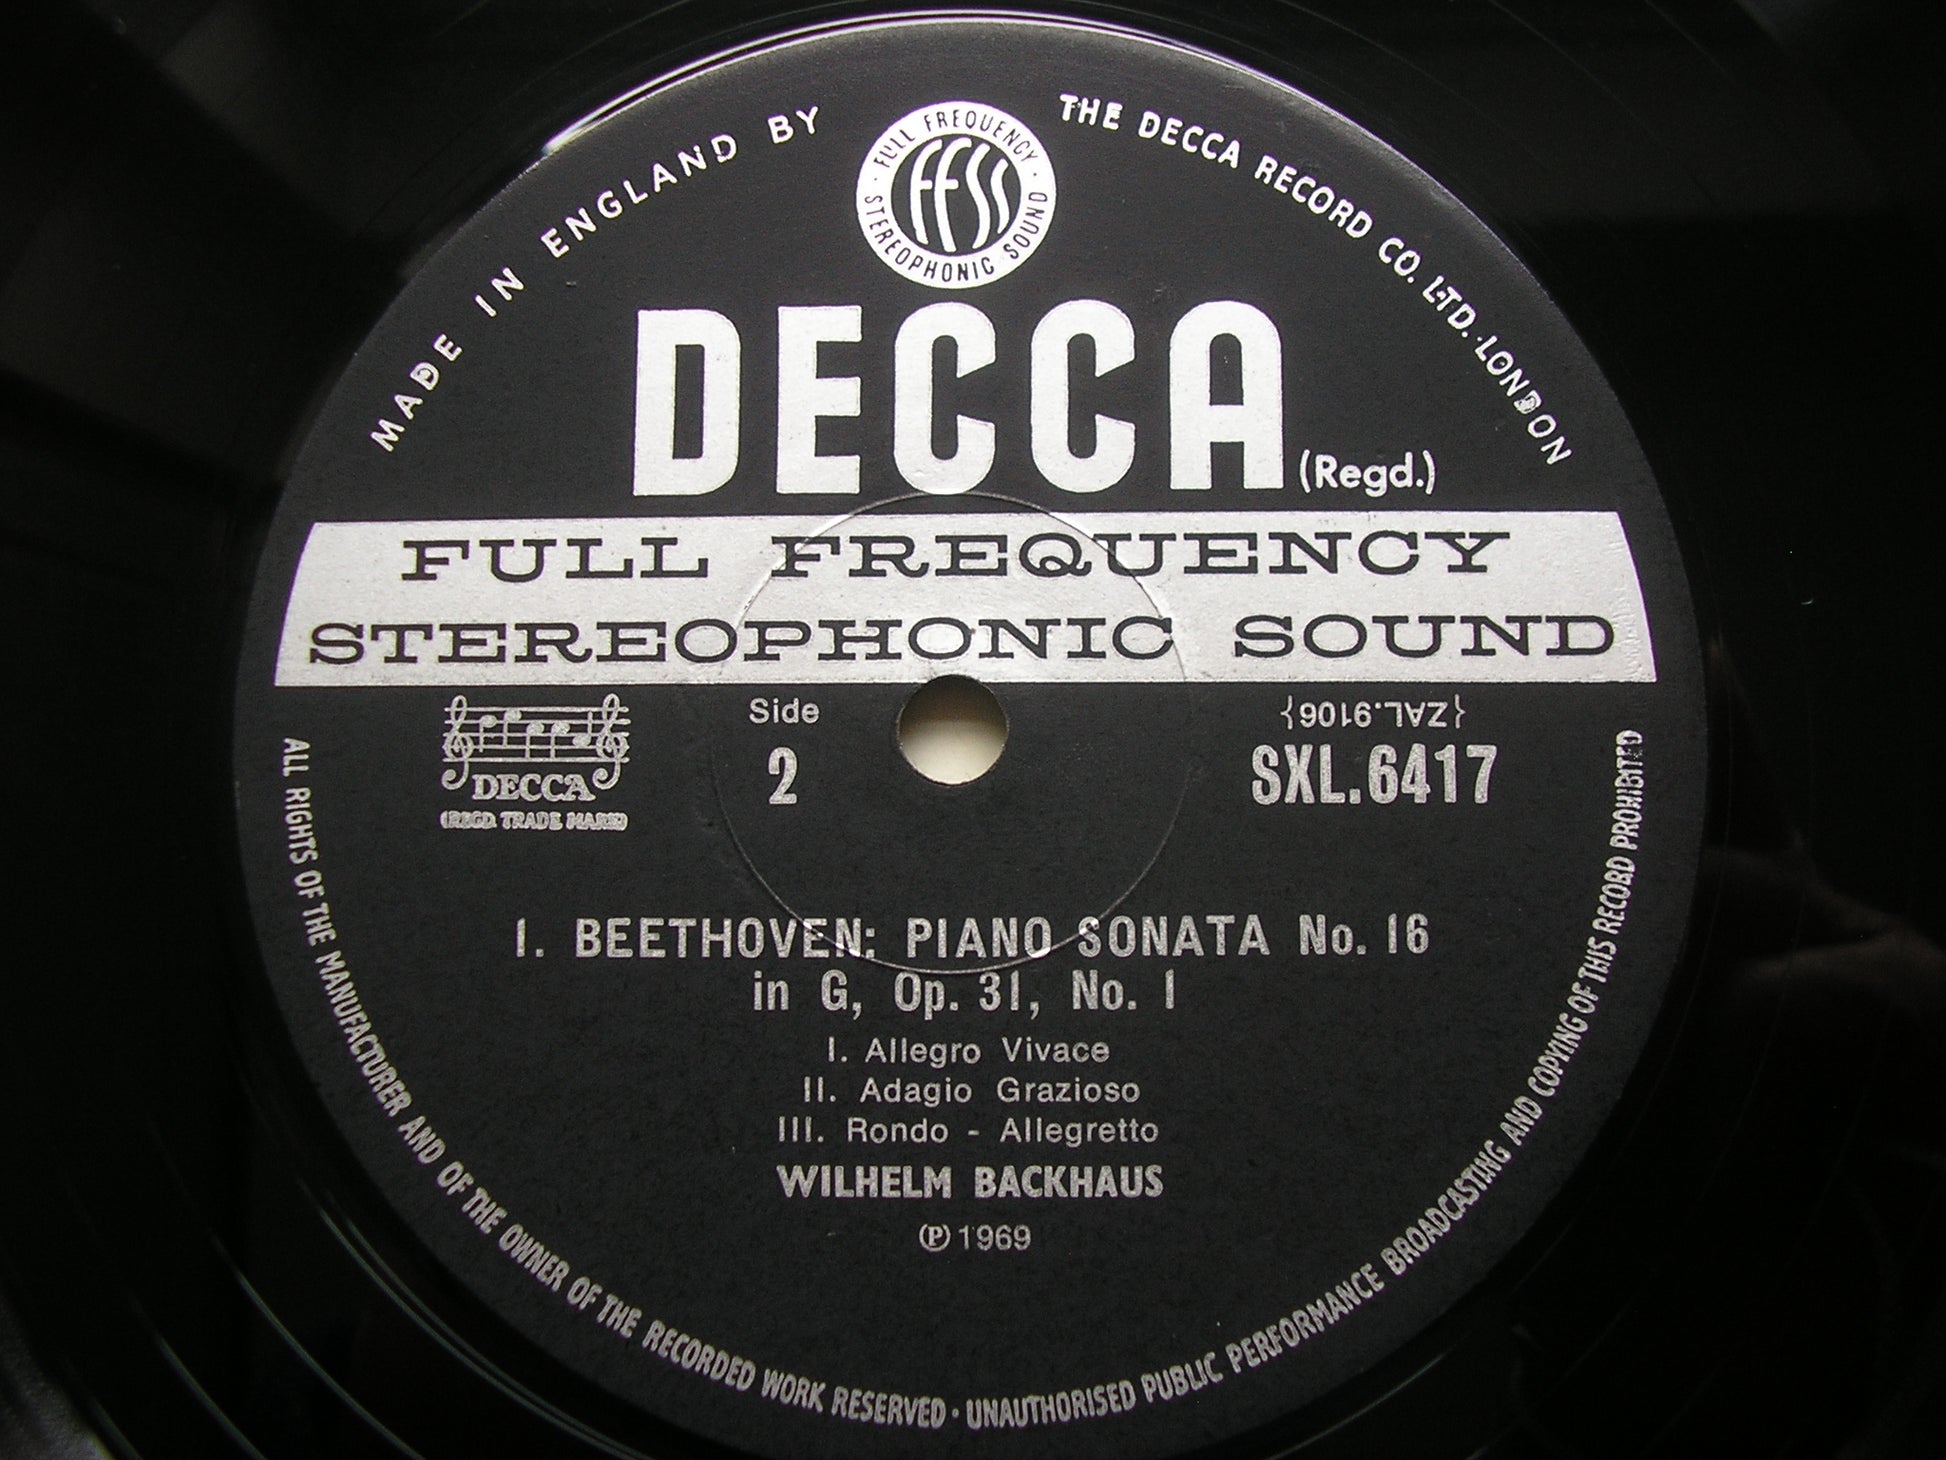 MADE IN ENGLAND BY
THE DECCA RECORD CO. LTD. LONDON
FULL FREQUENCY
FFSS
STEREOPHONIC SOUND
DECCA
(Regd.)
FULL FREQUENCY
STEREOPHONIC SOUND
DECCA
(REGD. TRADE MARK)
Side
2
{ZAL.9106}
SXL.6417
1. BEETHOVEN: PIANO SONATA No. 16
in G, Op. 31, No. 1
I. Allegro Vivace
II. Adagio Grazioso
III. Rondo - Allegretto
WILHELM BACKHAUS
℗ 1969
ALL RIGHTS OF THE MANUFACTURER AND OF THE OWNER OF THE RECORDED WORK RESERVED · UNAUTHORISED PUBLIC PERFORMANCE BROADCASTING AND COPYING OF THIS RECORD PROHIBITED